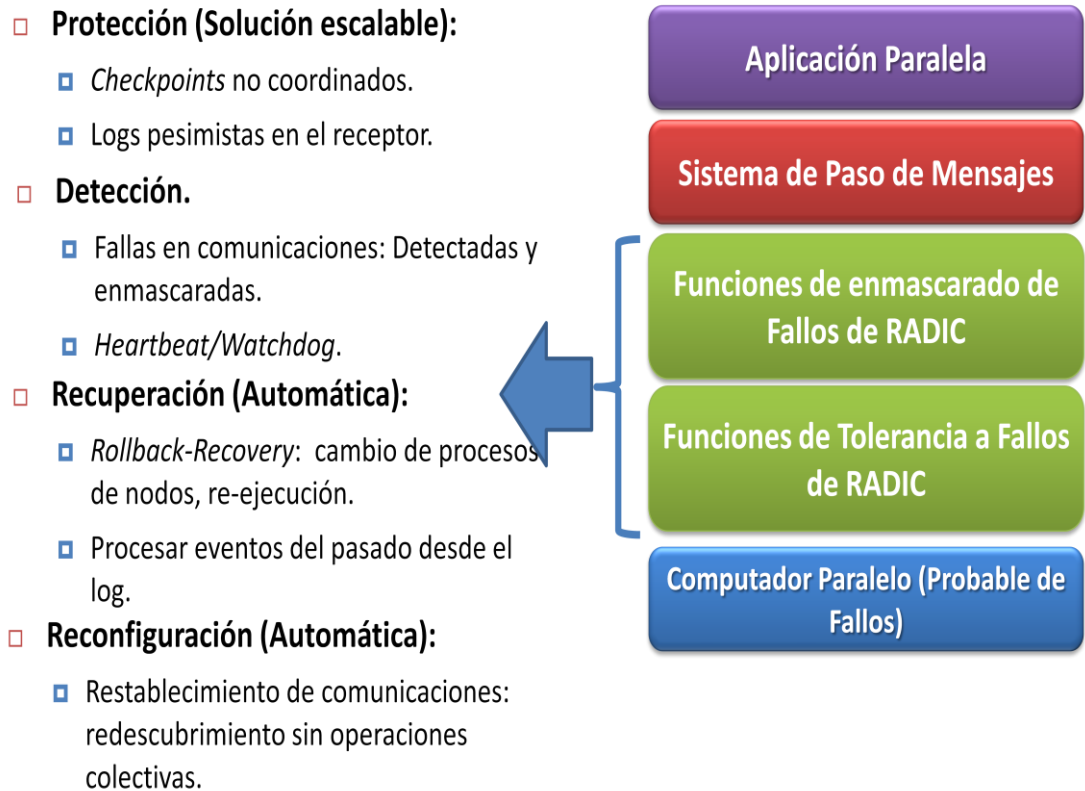 Protección (Solución escalable):
Checkpoints no coordinados.
Logs pesimistas en el receptor.
Detección.
Fallas en comunicaciones: Detectadas y
enmascaradas.
Heartbeat/Watchdog.
Recuperación (Automática):
Rollback-Recovery: cambio de procesos
de nodos, re-ejecución.
Procesar eventos del pasado desde el
log.
Reconfiguración (Automática):
Restablecimiento de comunicaciones:
redescubrimiento sin operaciones
colectivas.
Aplicación Paralela
Sistema de Paso de Mensajes
Funciones de enmascarado de
Fallos de RADIC
Funciones de Tolerancia a Fallos
de RADIC
Computador Paralelo (Probable de
Fallos)